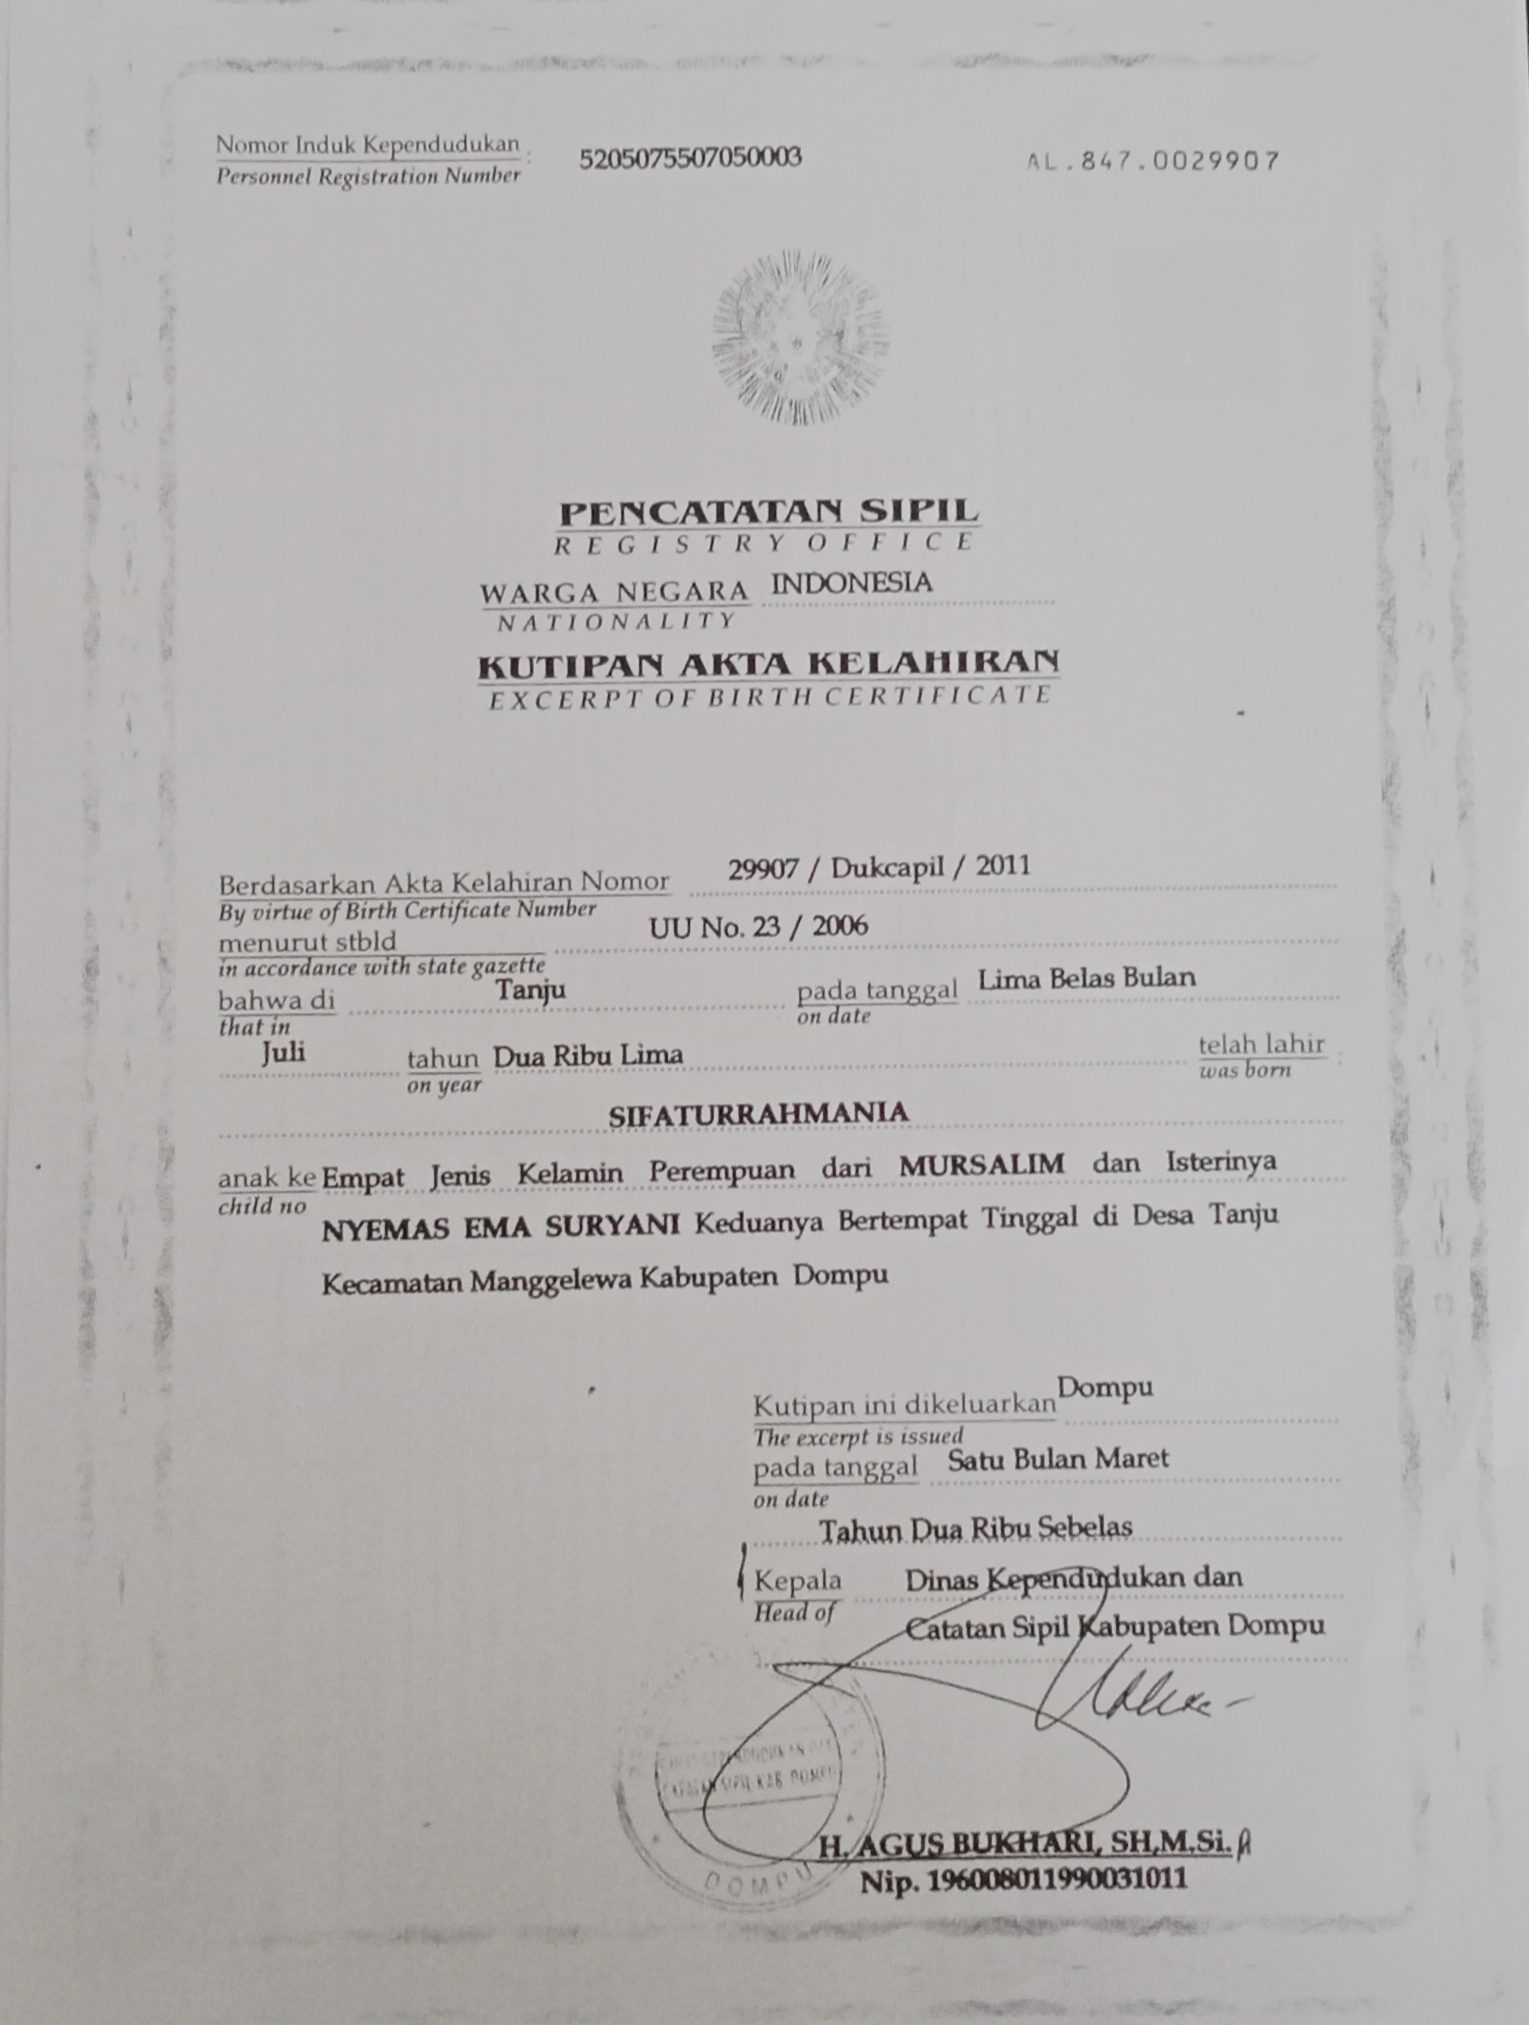 Nomor Induk Kependudukan : 5205075507050003 AL.847.0029907
Personnel Registration Number
PENCATATAN SIPIL
REGISTRY OFFICE
WARGA NEGARA INDONESIA
NATIONALITY
KUTIPAN AKTA KELAHIRAN
EXCERPT OF BIRTH CERTIFICATE
Berdasarkan Akta Kelahiran Nomor 29907 / Dukcapil / 2011
By virtue of Birth Certificate Number
menurut stbld UU No. 23 / 2006
in accordance with state gazette
bahwa di Tanju pada tanggal Lima Belas Bulan
that in on date
Juli tahun Dua Ribu Lima telah lahir :
on year was born
SIFATURRAHMANIA
anak ke Empat Jenis Kelamin Perempuan dari MURSALIM dan Isterinya
child no
NYEMAS EMA SURYANI Keduanya Bertempat Tinggal di Desa Tanju
Kecamatan Manggelewa Kabupaten Dompu
Kutipan ini dikeluarkan Dompu
The excerpt is issued
pada tanggal Satu Bulan Maret
on date
Tahun Dua Ribu Sebelas
Kepala Dinas Kependudukan dan
Head of
Catatan Sipil Kabupaten Dompu
CATATAN SIPIL KAB. DOMPU
DOMPU
H. AGUS BUKHARI, SH,M.Si.
Nip. 196008011990031011